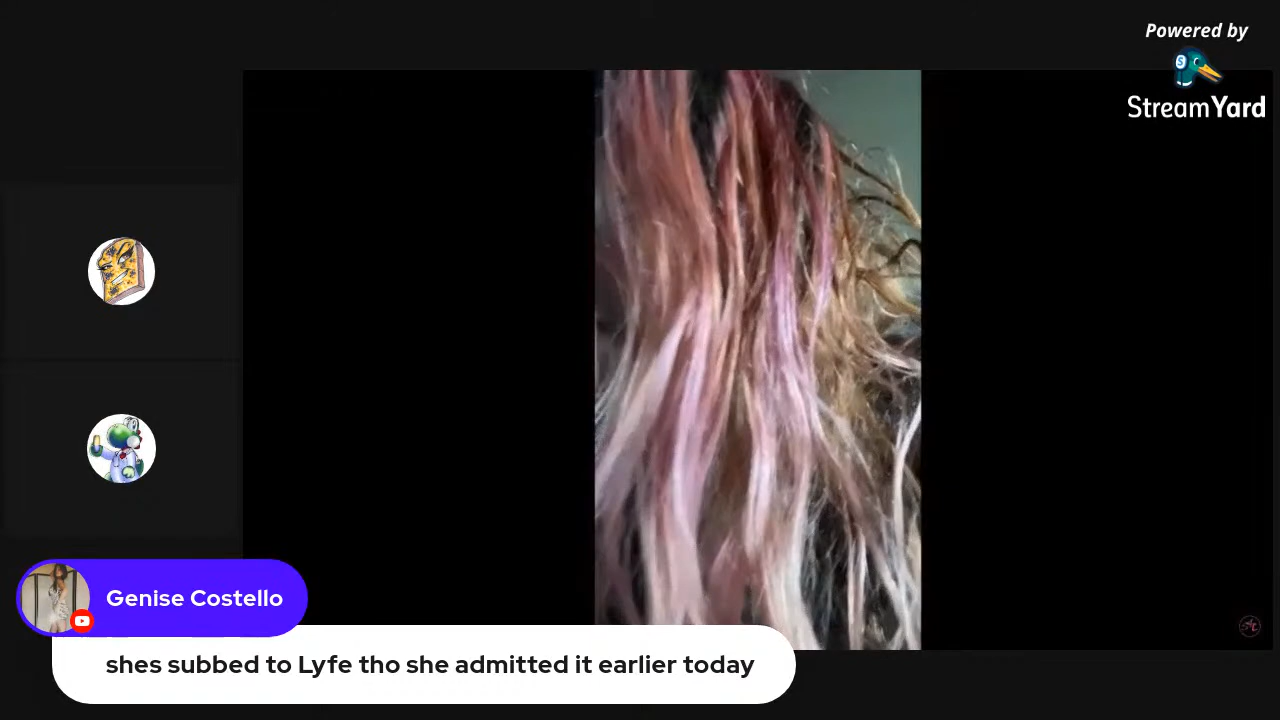 Powered by
StreamYard
Genise Costello
shes subbed to Lyfe tho she admitted it earlier today